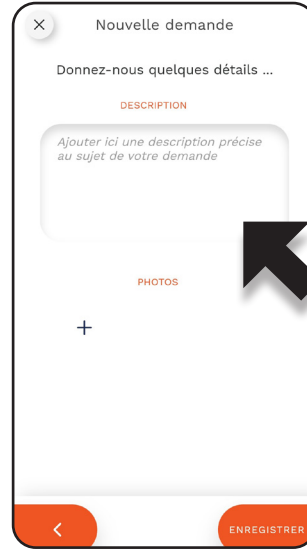 Nouvelle demande
Donnez-nous quelques détails ...
DESCRIPTION
Ajouter ici une description précise
au sujet de votre demande
PHOTOS
ENREGISTRER